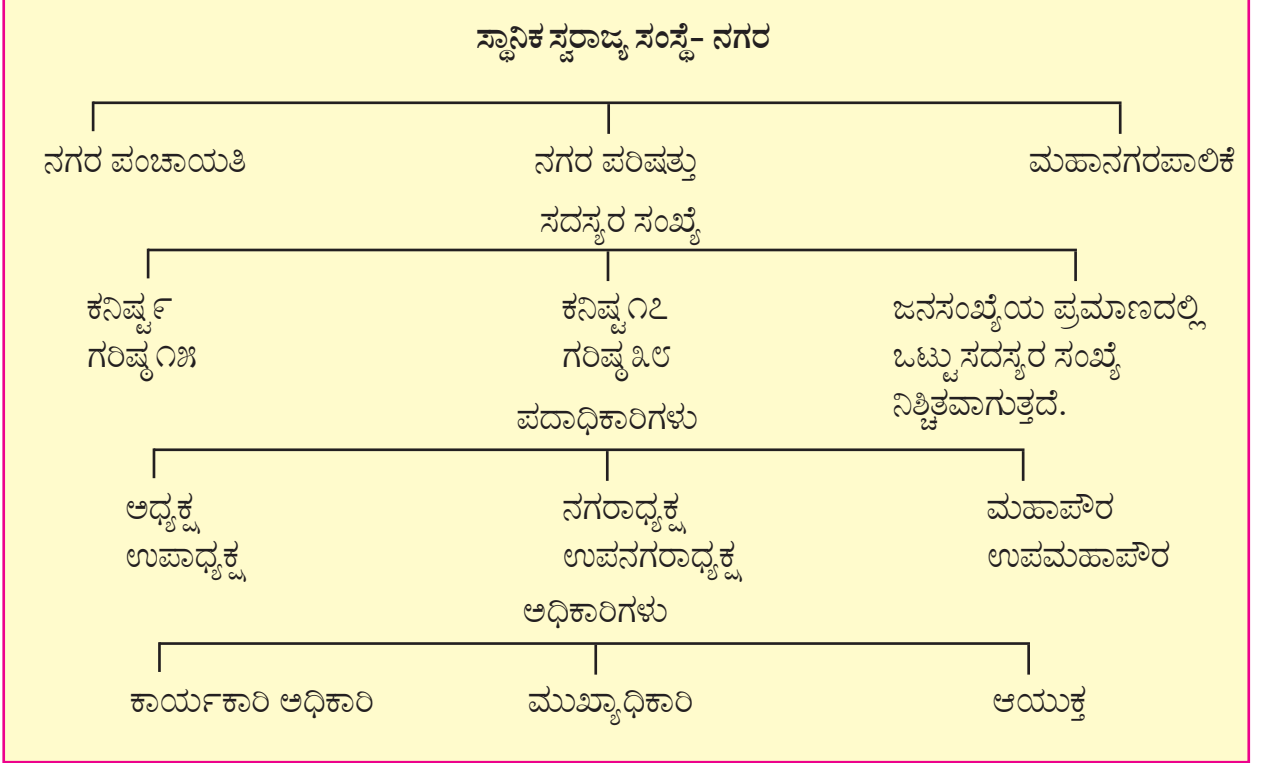 ಸ್ಥಾನಿಕ ಸ್ವರಾಜ್ಯ ಸಂಸ್ಥೆ- ನಗರ
ನಗರ ಪಂಚಾಯತಿ ನಗರ ಪರಿಷತ್ತು ಮಹಾನಗರಪಾಲಿಕೆ
ಸದಸ್ಯರ ಸಂಖ್ಯೆ
ಕನಿಷ್ಟ ೯ ಕನಿಷ್ಟ ೧೭ ಜನಸಂಖ್ಯೆಯ ಪ್ರಮಾಣದಲ್ಲಿ
ಗರಿಷ್ಠ ೧೫ ಗರಿಷ್ಠ ೩೮ ಒಟ್ಟು ಸದಸ್ಯರ ಸಂಖ್ಯೆ
ನಿಶ್ಚಿತವಾಗುತ್ತದೆ.
ಪದಾಧಿಕಾರಿಗಳು
ಅಧ್ಯಕ್ಷ ನಗರಾಧ್ಯಕ್ಷ ಮಹಾಪೌರ
ಉಪಾಧ್ಯಕ್ಷ ಉಪನಗರಾಧ್ಯಕ್ಷ ಉಪಮಹಾಪೌರ
ಅಧಿಕಾರಿಗಳು
ಕಾರ್ಯಕಾರಿ ಅಧಿಕಾರಿ ಮುಖ್ಯಾಧಿಕಾರಿ ಆಯುಕ್ತ